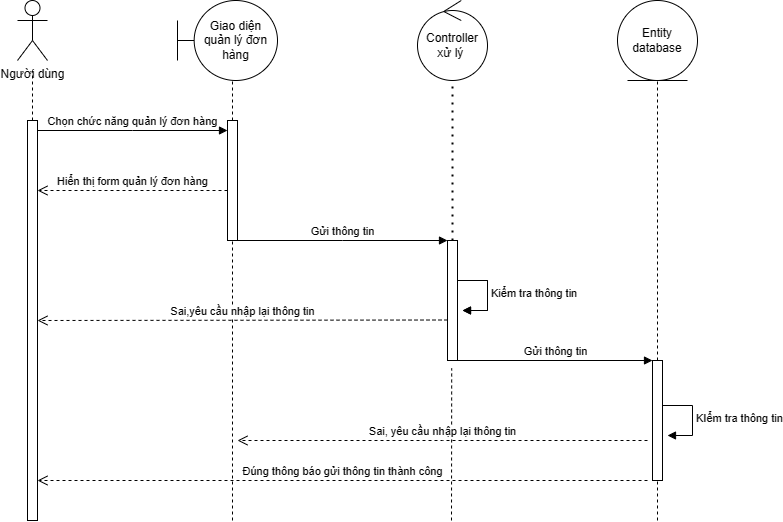 Giao diện
quản lý đơn
hàng
Controller
xử lý
Entity
database
Người dùng
Chọn chức năng quản lý đơn hàng
Hiển thị form quản lý đơn hàng
Gửi thông tin
Kiểm tra thông tin
Sai,yêu cầu nhập lại thông tin
Gửi thông tin
KIểm tra thông tin
Sai, yêu cầu nhập lại thông tin
Đúng thông báo gửi thông tin thành công